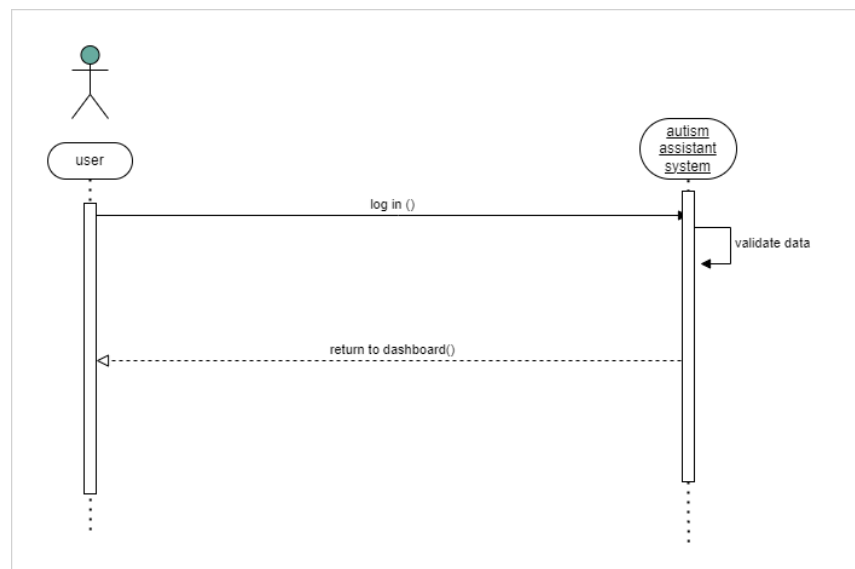 user
autism
assistant
system
log in ()
validate data
return to dashboard()